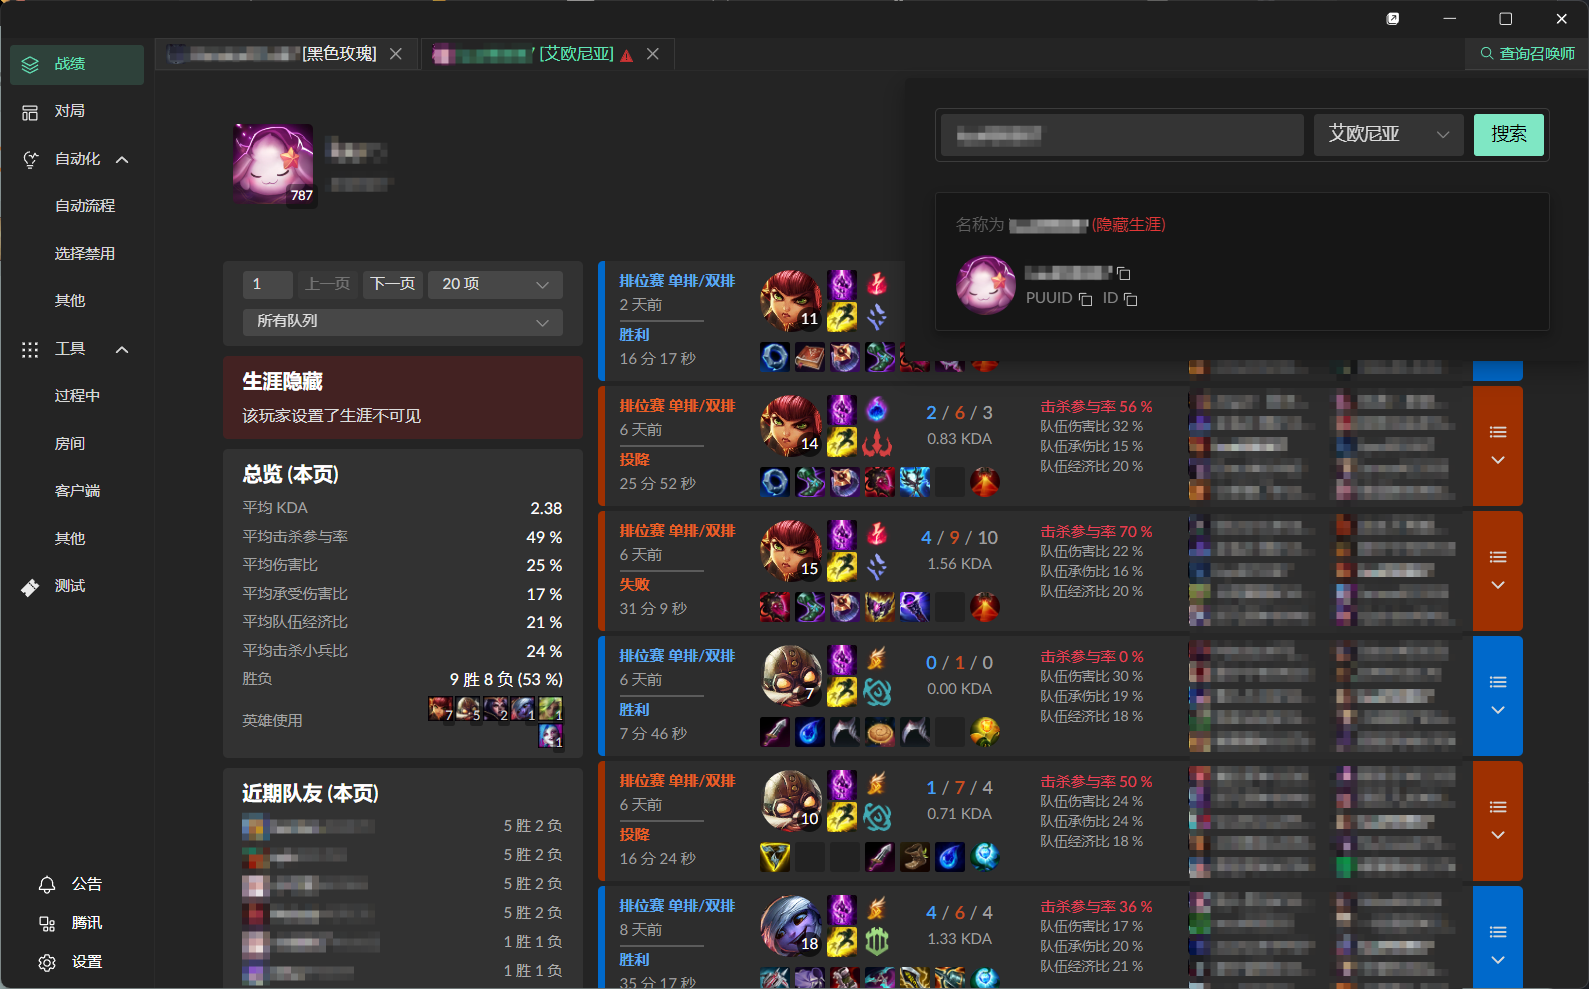 战绩
对局
自动化
自动流程
选择禁用
其他
工具
过程中
房间
客户端
其他
测试
公告
腾讯
设置
[黑色玫瑰]
[艾欧尼亚]
查询召唤师
艾欧尼亚
搜索
名称为
(隐藏生涯)
PUUID ID
787
1 上一页 下一页 20 项
所有队列
生涯隐藏
该玩家设置了生涯不可见
总览 (本页)
平均 KDA 2.38
平均击杀参与率 49 %
平均伤害比 25 %
平均承受伤害比 17 %
平均队伍经济比 21 %
平均击杀小兵比 24 %
胜负 9 胜 8 负 (53 %)
英雄使用 7 5 2 1 1
1
近期队友 (本页)
5 胜 2 负
5 胜 2 负
5 胜 2 负
5 胜 2 负
1 胜 1 负
1 胜 1 负
排位赛 单排/双排
2 天前
胜利
16 分 17 秒
11
排位赛 单排/双排
6 天前
投降
25 分 52 秒
14
2 / 6 / 3
0.83 KDA
击杀参与率 56 %
队伍伤害比 32 %
队伍承伤比 15 %
队伍经济比 20 %
排位赛 单排/双排
6 天前
失败
31 分 9 秒
15
4 / 9 / 10
1.56 KDA
击杀参与率 70 %
队伍伤害比 22 %
队伍承伤比 16 %
队伍经济比 20 %
排位赛 单排/双排
6 天前
胜利
7 分 46 秒
7
0 / 1 / 0
0.00 KDA
击杀参与率 0 %
队伍伤害比 30 %
队伍承伤比 19 %
队伍经济比 18 %
排位赛 单排/双排
6 天前
投降
16 分 24 秒
10
1 / 7 / 4
0.71 KDA
击杀参与率 50 %
队伍伤害比 24 %
队伍承伤比 24 %
队伍经济比 18 %
排位赛 单排/双排
8 天前
胜利
35 分 17 秒
18
4 / 6 / 4
1.33 KDA
击杀参与率 36 %
队伍伤害比 17 %
队伍承伤比 20 %
队伍经济比 21 %